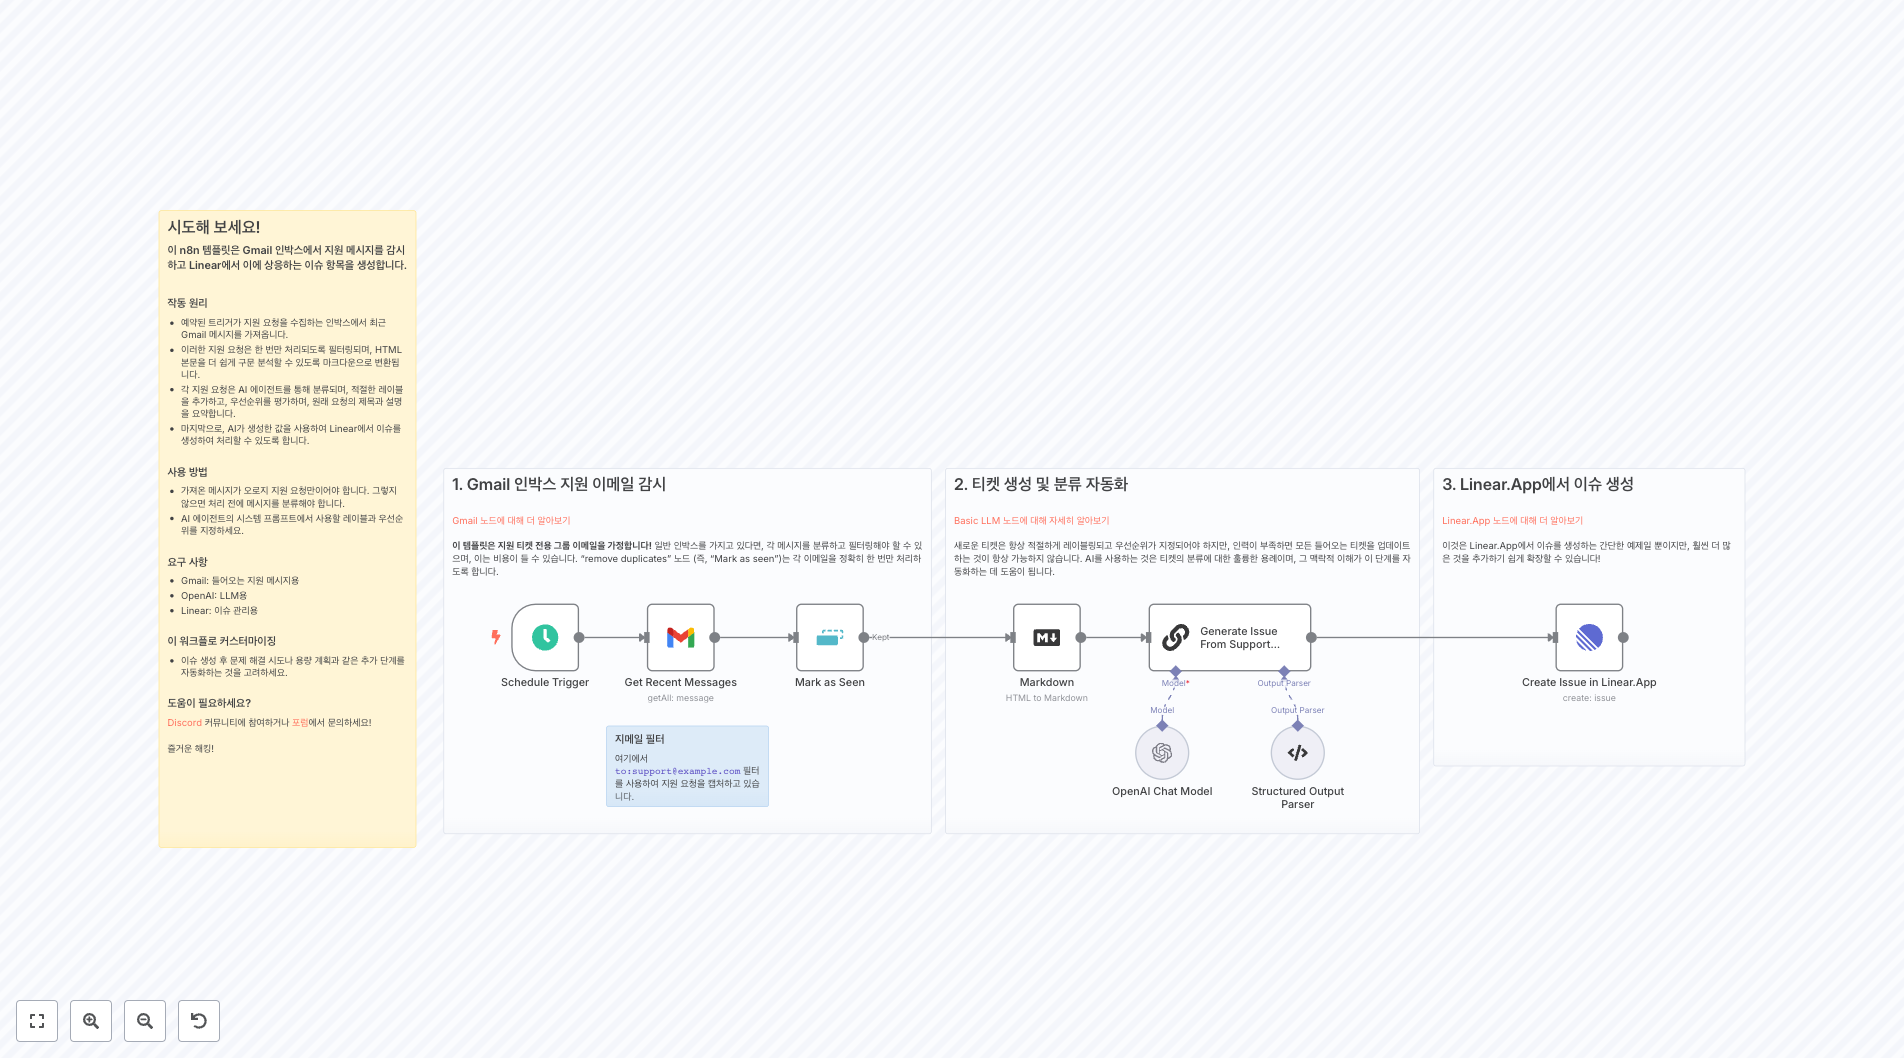 시도해 보세요!
이 n8n 템플릿은 Gmail 인박스에서 지원 메시지를 감시
하고 Linear에서 이에 상응하는 이슈 항목을 생성합니다.
작동 원리
예약된 트리거가 지원 요청을 수집하는 인박스에서 최근
Gmail 메시지를 가져옵니다.
이러한 지원 요청은 한 번만 처리되도록 필터링되며, HTML
본문을 더 쉽게 구문 분석할 수 있도록 마크다운으로 변환됩
니다.
각 지원 요청은 AI 에이전트를 통해 분류되며, 적절한 레이블
을 추가하고, 우선순위를 평가하며, 원래 요청의 제목과 설명
을 요약합니다.
마지막으로, AI가 생성한 값을 사용하여 Linear에서 이슈를
생성하여 처리할 수 있도록 합니다.
사용 방법
가져온 메시지가 오로지 지원 요청만이어야 합니다. 그렇지
않으면 처리 전에 메시지를 분류해야 합니다.
AI 에이전트의 시스템 프롬프트에서 사용할 레이블과 우선순
위를 지정하세요.
요구 사항
Gmail: 들어오는 지원 메시지용
OpenAI: LLM용
Linear: 이슈 관리용
이 워크플로 커스터마이징
이슈 생성 후 문제 해결 시도나 용량 계획과 같은 추가 단계를
자동화하는 것을 고려하세요.
도움이 필요하세요?
Discord 커뮤니티에 참여하거나 포럼에서 문의하세요!
즐거운 해킹!
1. Gmail 인박스 지원 이메일 감시
Gmail 노드에 대해 더 알아보기
이 템플릿은 지원 티켓 전용 그룹 이메일을 가정합니다! 일반 인박스를 가지고 있다면, 각 메시지를 분류하고 필터링해야 할 수 있
으며, 이는 비용이 들 수 있습니다. “remove duplicates” 노드 (즉, “Mark as seen”)는 각 이메일을 정확히 한 번만 처리하
도록 합니다.
Schedule Trigger
Get Recent Messages
getAll: message
Mark as Seen
Kept
지메일 필터
여기에서
to:support@example.com 필터
를 사용하여 지원 요청을 캡처하고 있습
니다.
2. 티켓 생성 및 분류 자동화
Basic LLM 노드에 대해 자세히 알아보기
새로운 티켓은 항상 적절하게 레이블링되고 우선순위가 지정되어야 하지만, 인력이 부족하면 모든 들어오는 티켓을 업데이트
하는 것이 항상 가능하지 않습니다. AI를 사용하는 것은 티켓의 분류에 대한 훌륭한 용례이며, 그 맥락적 이해가 이 단계를 자
동화하는 데 도움이 됩니다.
Markdown
HTML to Markdown
Generate Issue
From Support...
Model*
Output Parser
Model
Output Parser
OpenAI Chat Model
Structured Output
Parser
3. Linear.App에서 이슈 생성
Linear.App 노드에 대해 더 알아보기
이것은 Linear.App에서 이슈를 생성하는 간단한 예제일 뿐이지만, 훨씬 더 많
은 것을 추가하기 쉽게 확장할 수 있습니다!
Create Issue in Linear.App
create: issue